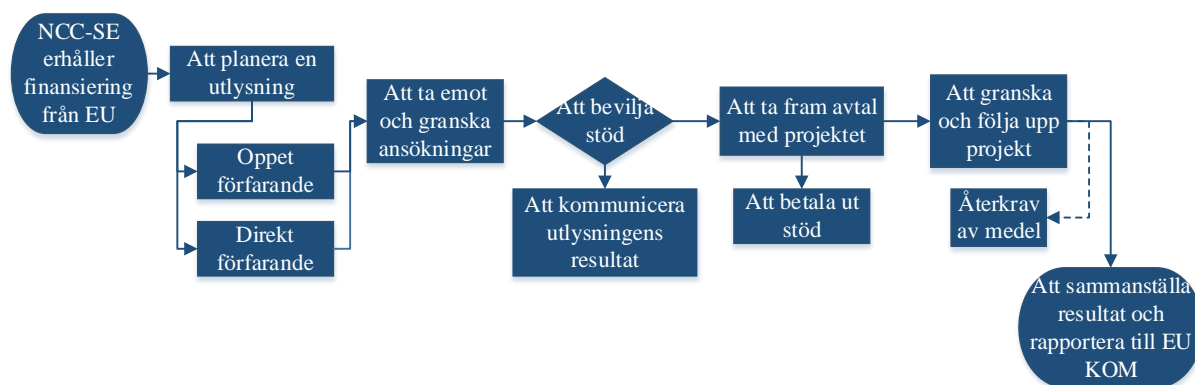 NCC-SE
erhåller
finansiering
från EU
Att planera en
utlysning
Oppet
förfarande
Direkt
förfarande
Att ta emot
och granska
ansökningar
Att bevilja
stöd
Att kommunicera
utlysningens
resultat
Att ta fram avtal
med projektet
Att betala ut
stöd
Att granska
och följa upp
projekt
Återkrav
av medel
Att sammanställa
resultat och
rapportera till EU
KOM